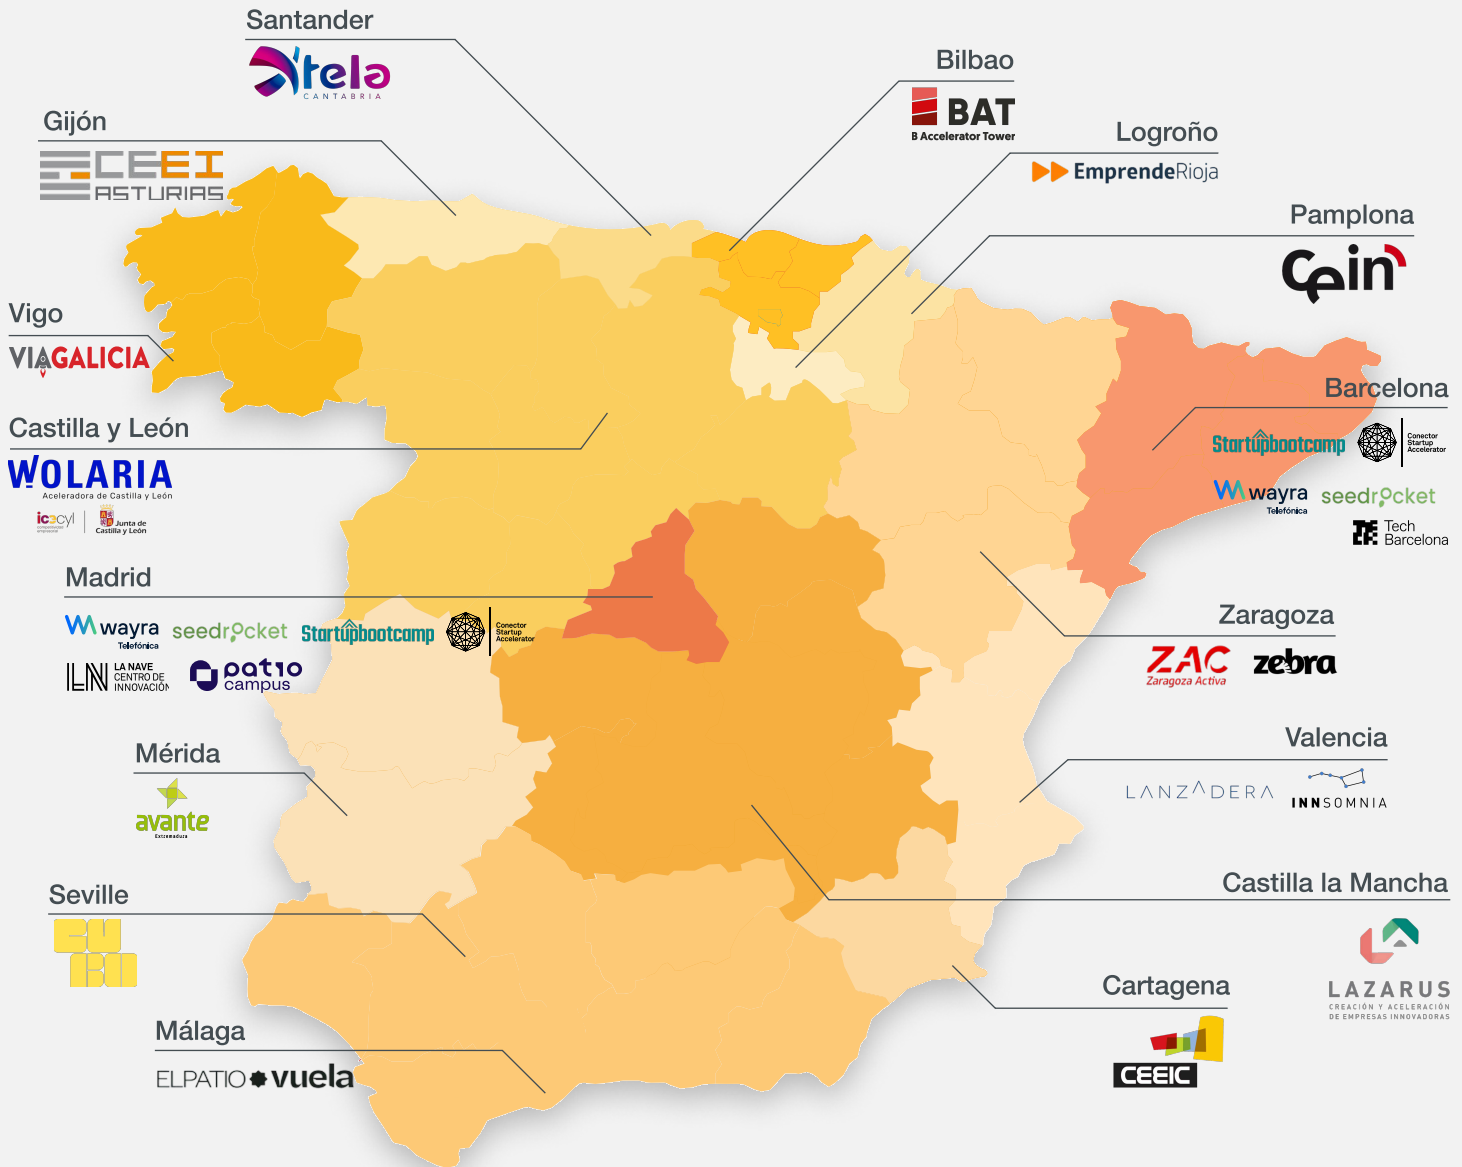 Santander
tela
CANTABRIA
Bilbao
BAT
B Accelerator Tower
Gijón
CEEI
ASTURIAS
Logroño
EmprendeRioja
Pamplona
Cein
Vigo
VIAGALICIA
Barcelona
Startupbootcamp
Conector
Startup
Accelerator
wayra
Telefónica
seedrocket
Tech
Barcelona
Castilla y León
WOLARIA
Aceleradora de Castilla y León
icecyl
Junta de
Castilla y León
Madrid
wayra
Telefónica
seedrocket
Startupbootcamp
Conector
Startup
Accelerator
LN
LA NAVE
CENTRO DE
INNOVACIÓN
patio
campus
Zaragoza
ZAC
Zaragoza Activa
zebra
Mérida
avante
Extremadura
Valencia
LANZADERA
INNSOMNIA
Seville
Castilla la Mancha
LAZARUS
CREACIÓN Y ACELERACIÓN
DE EMPRESAS INNOVADORAS
Cartagena
CEEIC
Málaga
ELPATIO vuela